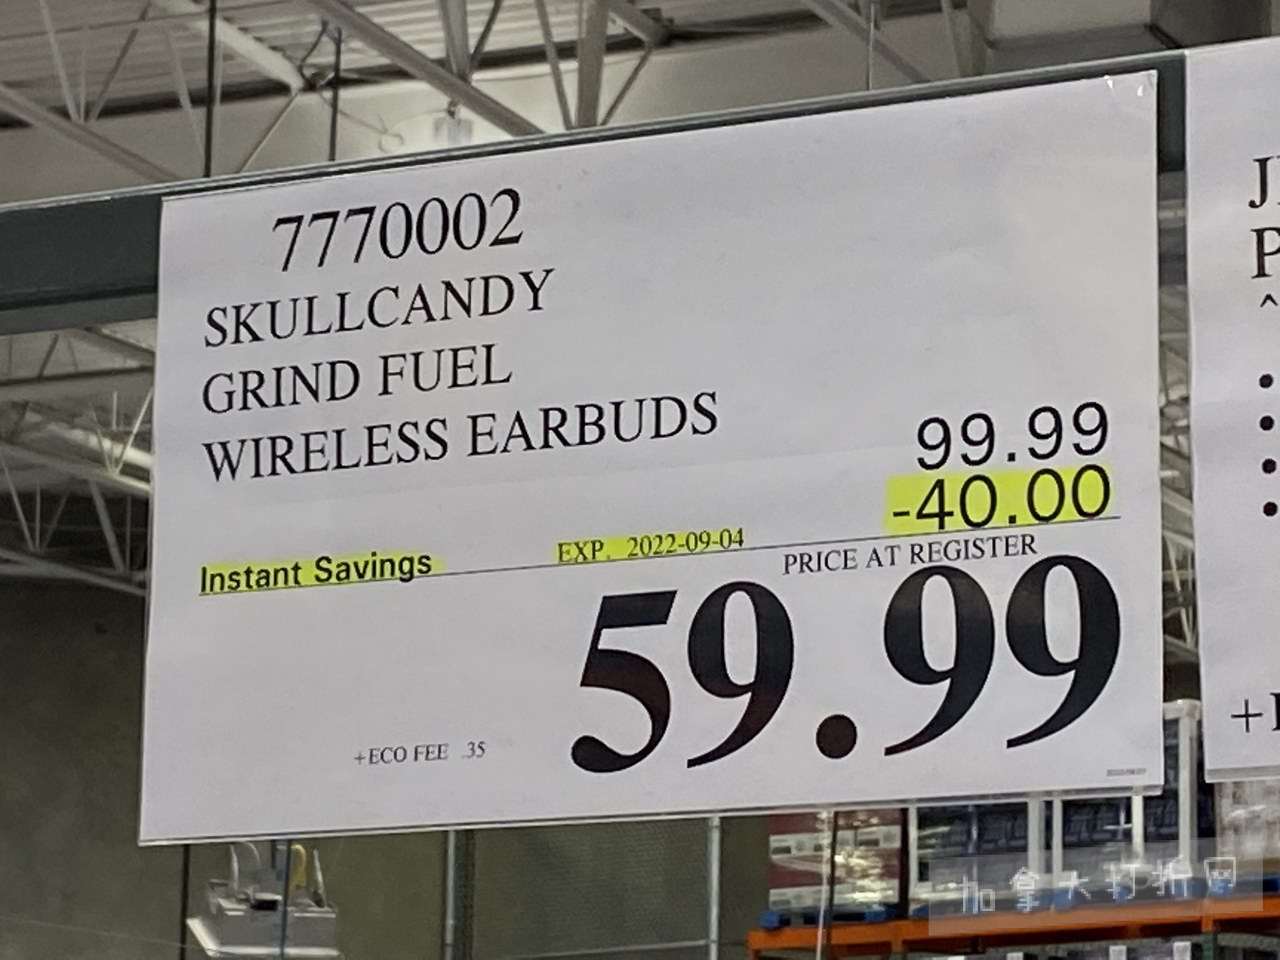 7770002
SKULLCANDY
GRIND FUEL
WIRELESS EARBUDS
99.99
-40.00
Instant Savings
EXP. 2022-09-04
PRICE AT REGISTER
59.99
+ECO FEE .35
J
P
^
•
•
•
•
+
加拿大打折网